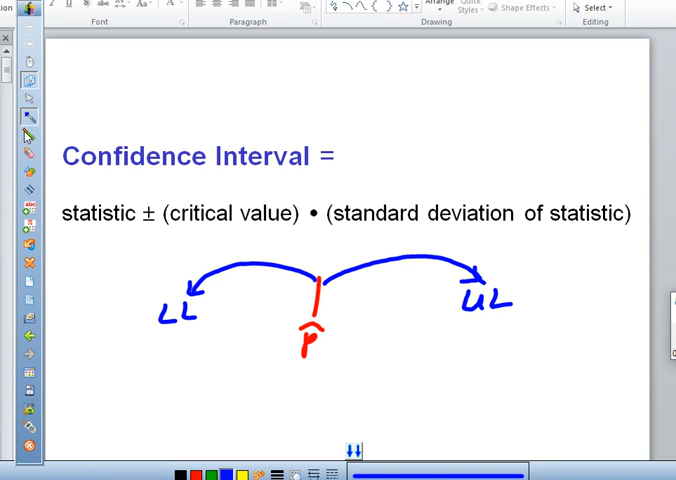 Font
Paragraph
Drawing
Editing
Arrange
Quick
Styles
Shape Effects
Select
abc
Confidence Interval =
statistic ± (critical value) • (standard deviation of statistic)
LL
UL
p̂